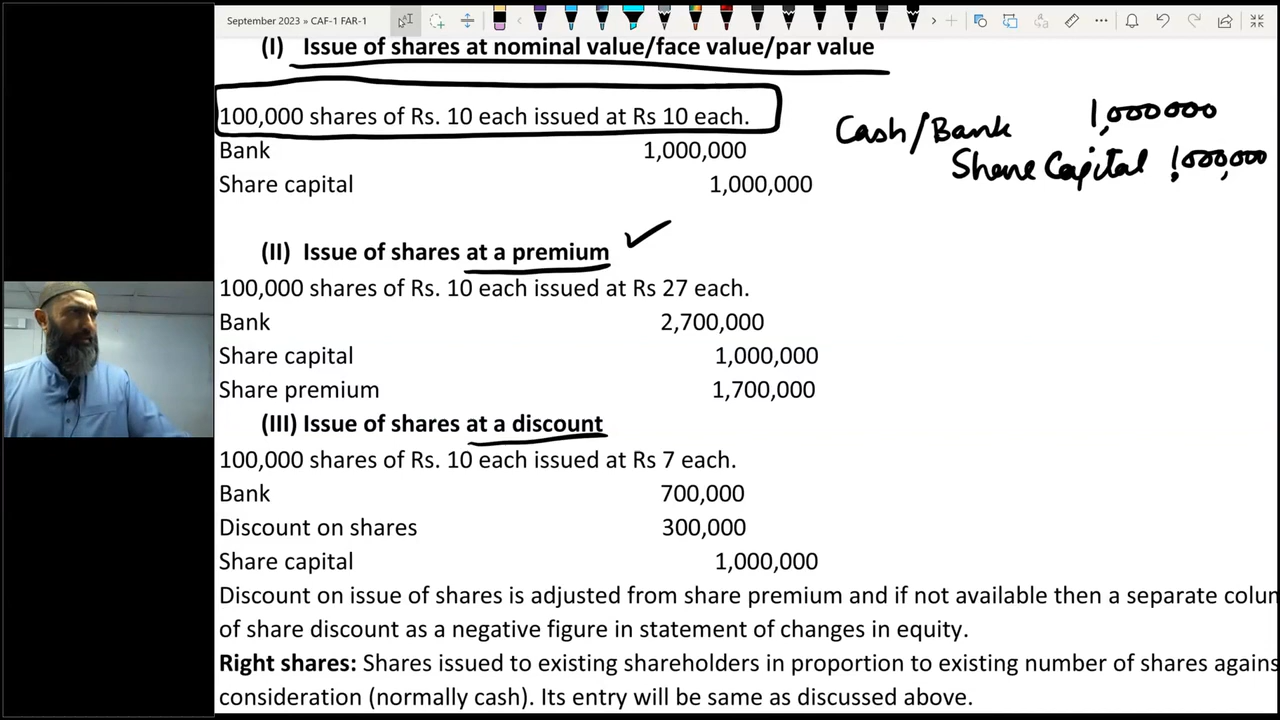 September 2023 » CAF-1 FAR-1
(I) Issue of shares at nominal value/face value/par value
100,000 shares of Rs. 10 each issued at Rs 10 each.
Bank 1,000,000
Share capital 1,000,000
Cash/Bank 1,000000
Share Capital 1,000,000
(II) Issue of shares at a premium
100,000 shares of Rs. 10 each issued at Rs 27 each.
Bank 2,700,000
Share capital 1,000,000
Share premium 1,700,000
(III) Issue of shares at a discount
100,000 shares of Rs. 10 each issued at Rs 7 each.
Bank 700,000
Discount on shares 300,000
Share capital 1,000,000
Discount on issue of shares is adjusted from share premium and if not available then a separate colum
of share discount as a negative figure in statement of changes in equity.
Right shares: Shares issued to existing shareholders in proportion to existing number of shares agains
consideration (normally cash). Its entry will be same as discussed above.